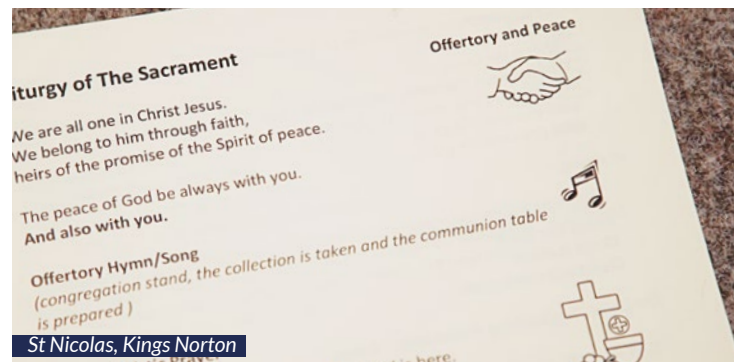 Offertory and Peace
iturgy of The Sacrament
We are all one in Christ Jesus.
We belong to him through faith,
heirs of the promise of the Spirit of peace.
The peace of God be always with you.
And also with you.
Offertory Hymn/Song
(congregation stand, the collection is taken and the communion table
is prepared )
here.
St Nicolas, Kings Norton